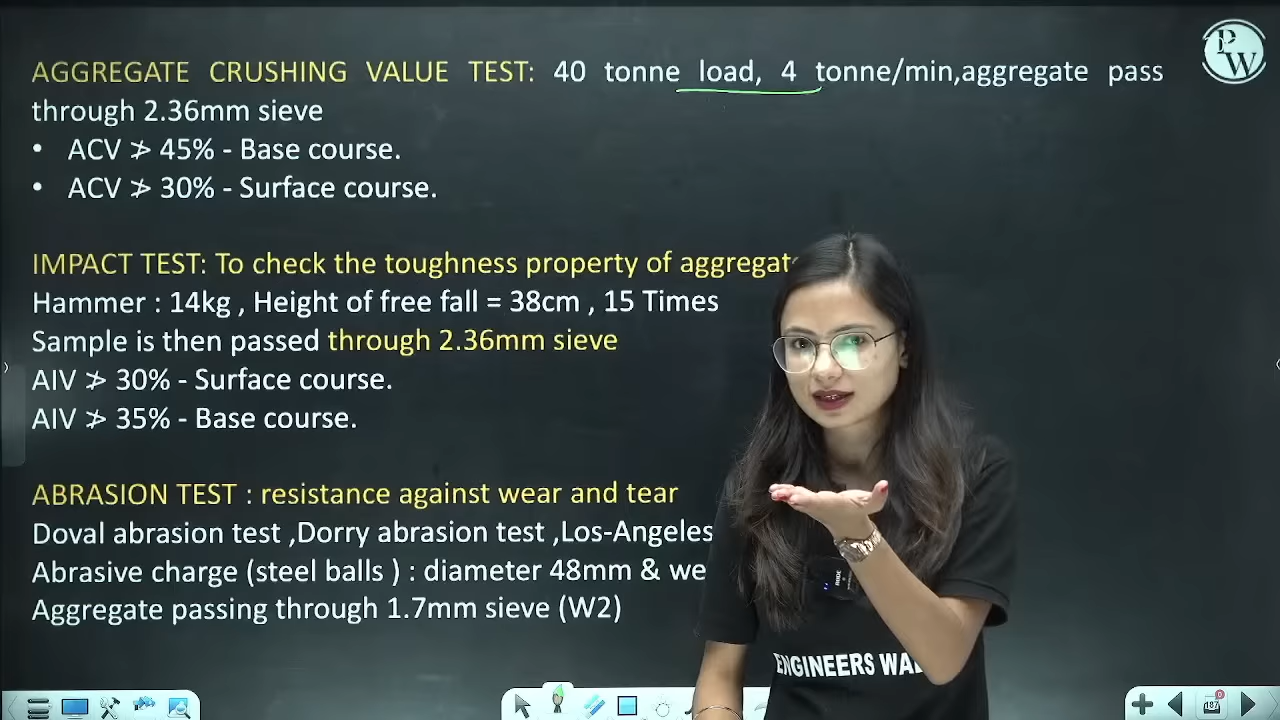 PW
AGGREGATE CRUSHING VALUE TEST: 40 tonne load, 4 tonne/min,aggregate pass
through 2.36mm sieve
• ACV ≯ 45% - Base course.
• ACV ≯ 30% - Surface course.
IMPACT TEST: To check the toughness property of aggregat
Hammer : 14kg , Height of free fall = 38cm , 15 Times
Sample is then passed through 2.36mm sieve
AIV ≯ 30% - Surface course.
AIV ≯ 35% - Base course.
ABRASION TEST : resistance against wear and tear
Doval abrasion test ,Dorry abrasion test ,Los-Angeles
Abrasive charge (steel balls ) : diameter 48mm & we
Aggregate passing through 1.7mm sieve (W2)
ENGINEERS WAL